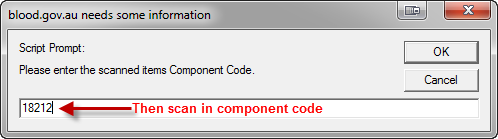 blood.gov.au needs some information
Script Prompt:
OK
Please enter the scanned items Component Code.
Cancel
18212 Then scan in component code